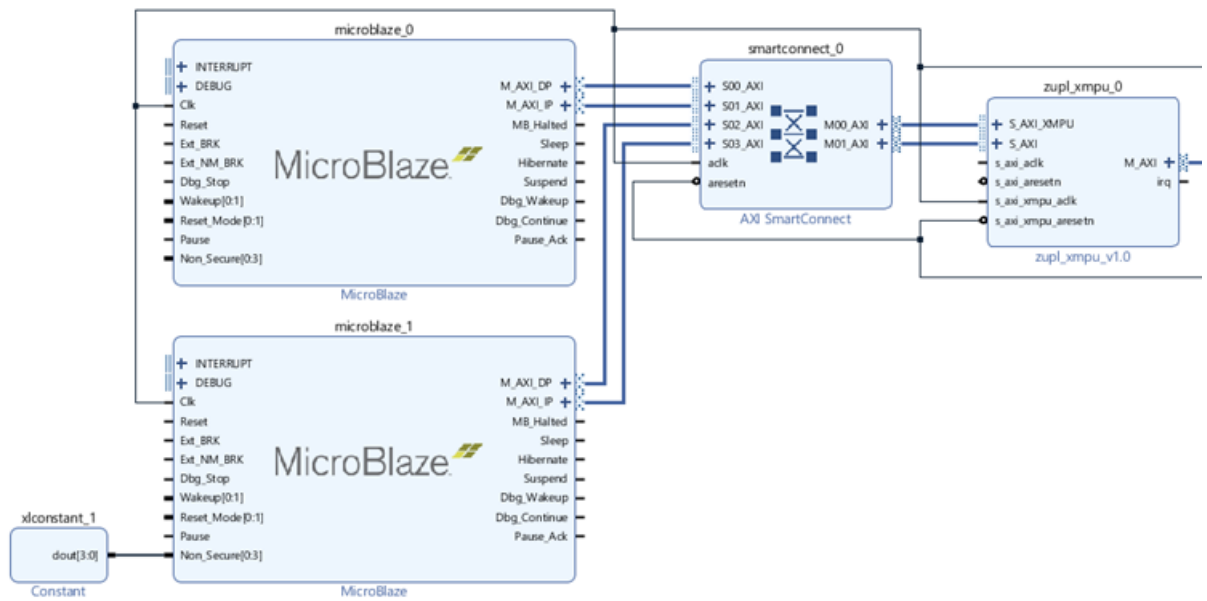 microblaze_0
INTERRUPT
DEBUG
Clk
Reset
Ext_BRK
Ext_NM_BRK
Dbg_Stop
Wakeup[0:1]
Reset_Mode[0:1]
Pause
Non_Secure[0:3]
MicroBlaze
M_AXI_DP
M_AXI_IP
MB_Halted
Sleep
Hibernate
Suspend
Dbg_Wakeup
Dbg_Continue
Pause_Ack
MicroBlaze
smartconnect_0
S00_AXI
S01_AXI
S02_AXI
S03_AXI
aclk
aresetn
M00_AXI
M01_AXI
AXI SmartConnect
zupl_xmpu_0
S_AXI_XMPU
S_AXI
s_axi_aclk
s_axi_aresetn
s_axi_xmpu_aclk
s_axi_xmpu_aresetn
M_AXI
irq
zupl_xmpu_v1.0
microblaze_1
INTERRUPT
DEBUG
Clk
Reset
Ext_BRK
Ext_NM_BRK
Dbg_Stop
Wakeup[0:1]
Reset_Mode[0:1]
Pause
Non_Secure[0:3]
MicroBlaze
M_AXI_DP
M_AXI_IP
MB_Halted
Sleep
Hibernate
Suspend
Dbg_Wakeup
Dbg_Continue
Pause_Ack
MicroBlaze
xlconstant_1
dout[3:0]
Constant